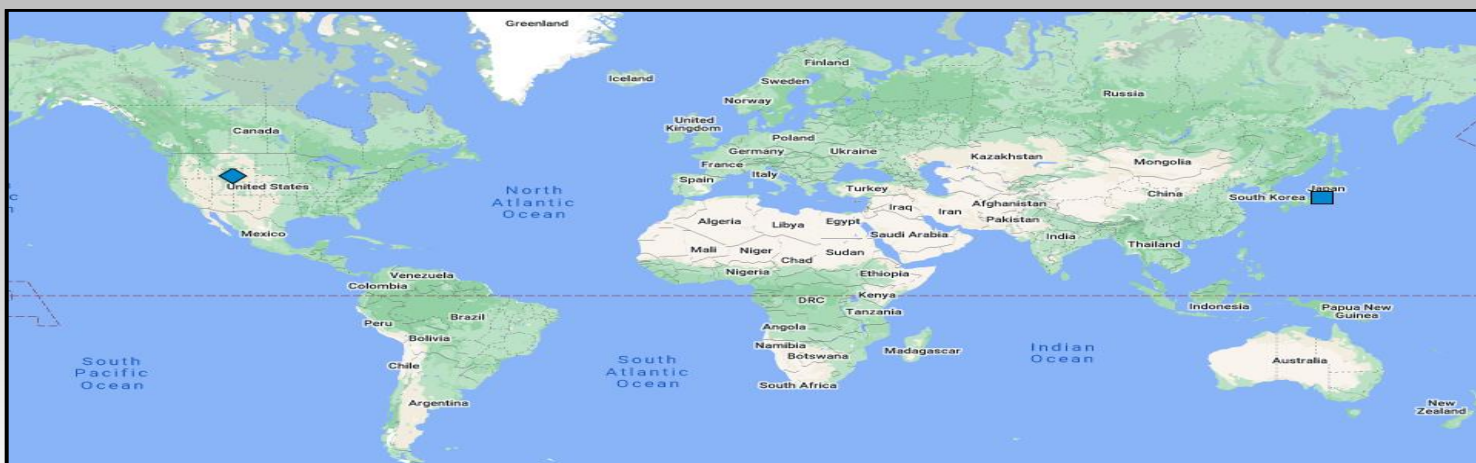 Greenland
Iceland
Finland
Sweden
Norway
Russia
Canada
United
Kingdom
Poland
Germany
Ukraine
France
Kazakhstan
Mongolia
Italy
Spain
United States
North
Atlantic
Ocean
Turkey
China
Japan
South Korea
Iraq
Iran
Afghanistan
Pakistan
Algeria
Libya
Egypt
Saudi Arabia
Mexico
India
Thailand
Mali
Niger
Chad
Sudan
Venezuela
Colombia
Nigeria
Ethiopia
DRC
Kenya
Tanzania
Indonesia
Papua New
Guinea
Peru
Brazil
Angola
Bolivia
Namibia
Botswana
Madagascar
Indian
Ocean
South
Pacific
Ocean
Chile
South
Atlantic
Ocean
Australia
South Africa
Argentina
New
Zealand